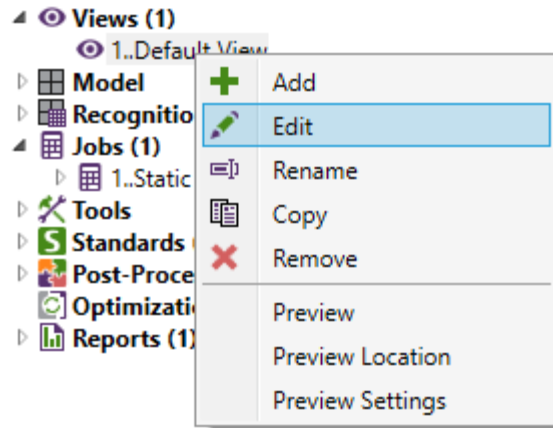 Views (1)
1..Default View
Model
Recognitio
Jobs (1)
1..Static
Tools
Standards
Post-Proce
Optimizati
Reports (1)
Add
Edit
Rename
Copy
Remove
Preview
Preview Location
Preview Settings